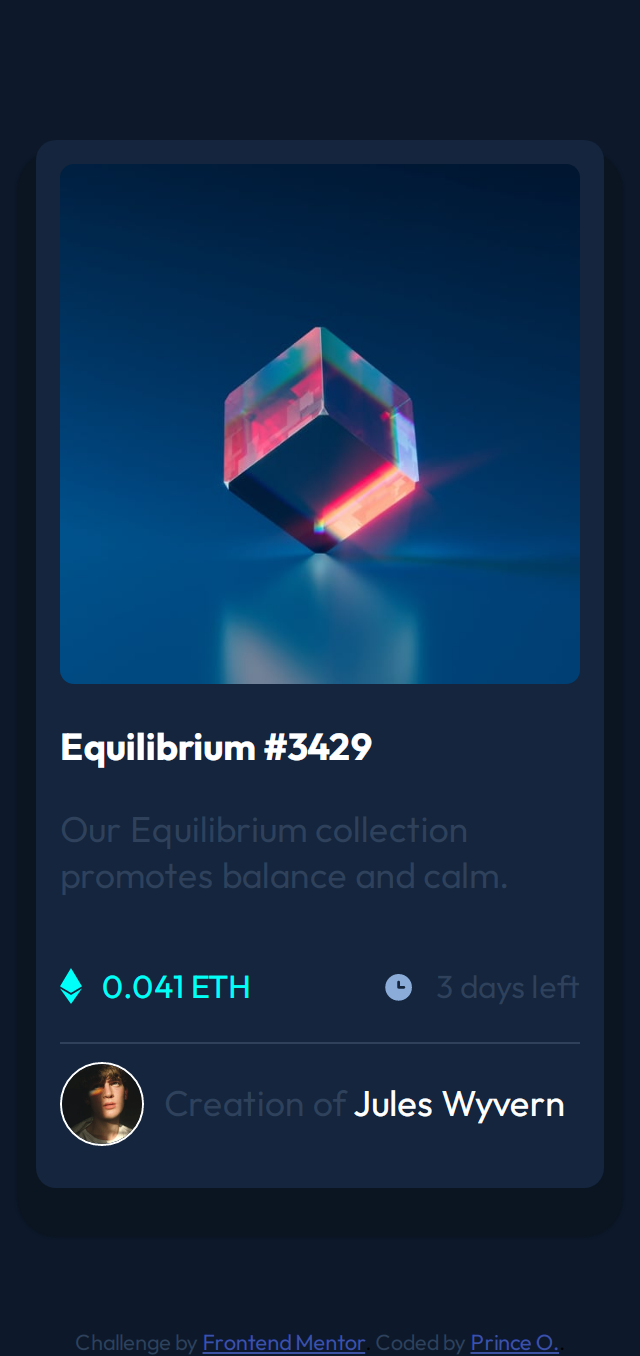 Equilibrium #3429
Our Equilibrium collection
promotes balance and calm.
0.041 ETH
3 days left
Creation of Jules Wyvern
Challenge by Frontend Mentor. Coded by Prince O..